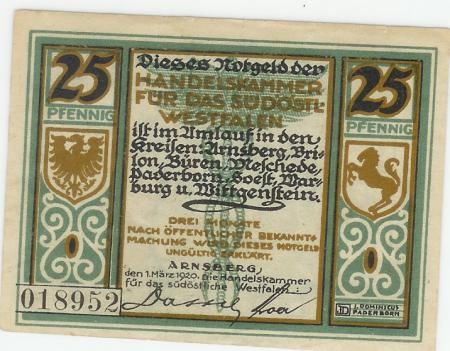 25
PFENNIG
Dieses Notgeld der
HANDELSKAMMER
FÜR DAS SÜDÖSTL.
WESTFALEN
ist im Umlauf in den
Kreisen: Arnsberg, Bri-
lon, Büren, Meschede,
Paderborn, Soest, War-
burg u. Wittgenstein.
DREI MONATE
NACH ÖFFENTLICHER BEKANNT-
MACHUNG WIRD DIESES NOTGELD
UNGÜLTIG ERKLÄRT.
ARNSBERG,
den 1. März 1920. Die Handelskammer
für das südöstliche Westfalen:
25
PFENNIG
018952
JD
J. DOMINICUS
PADERBORN